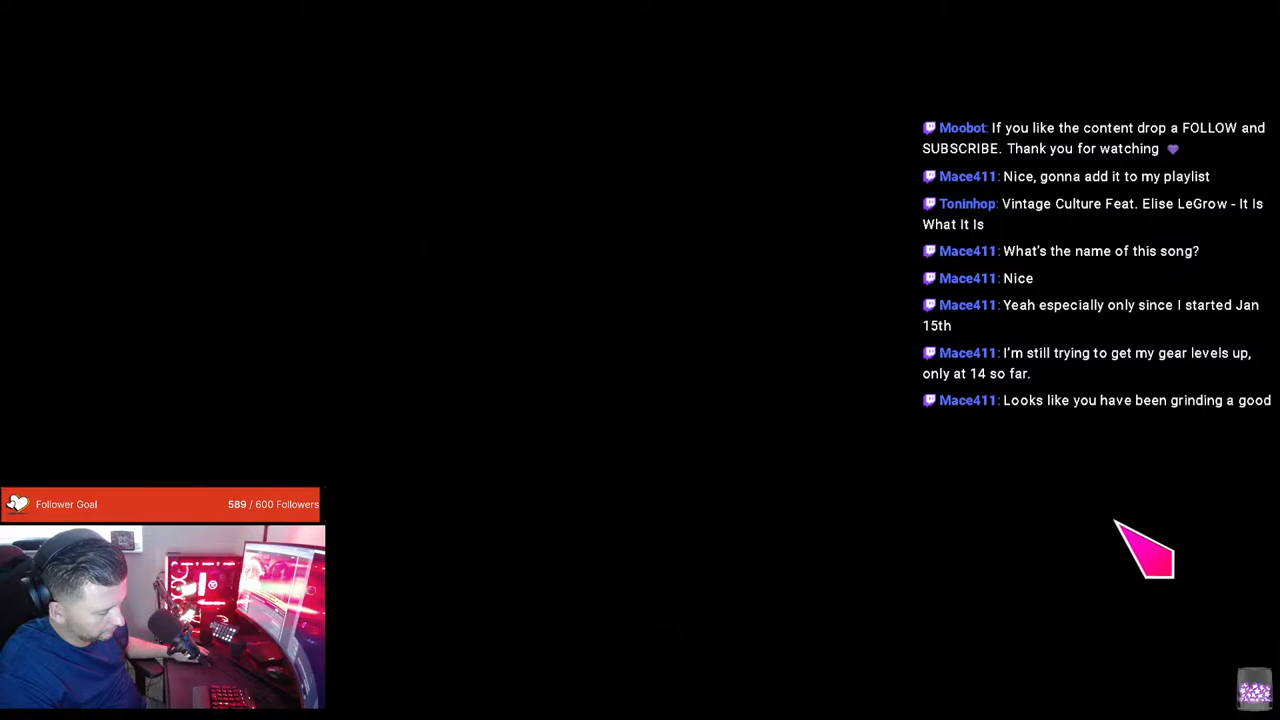 Moobot: If you like the content drop a FOLLOW and
SUBSCRIBE. Thank you for watching 💜
Mace411: Nice, gonna add it to my playlist
Toninhop: Vintage Culture Feat. Elise LeGrow - It Is
What It Is
Mace411: What's the name of this song?
Mace411: Nice
Mace411: Yeah especially only since I started Jan
15th
Mace411: I'm still trying to get my gear levels up,
only at 14 so far.
Mace411: Looks like you have been grinding a good
Follower Goal 589 / 600 Followers